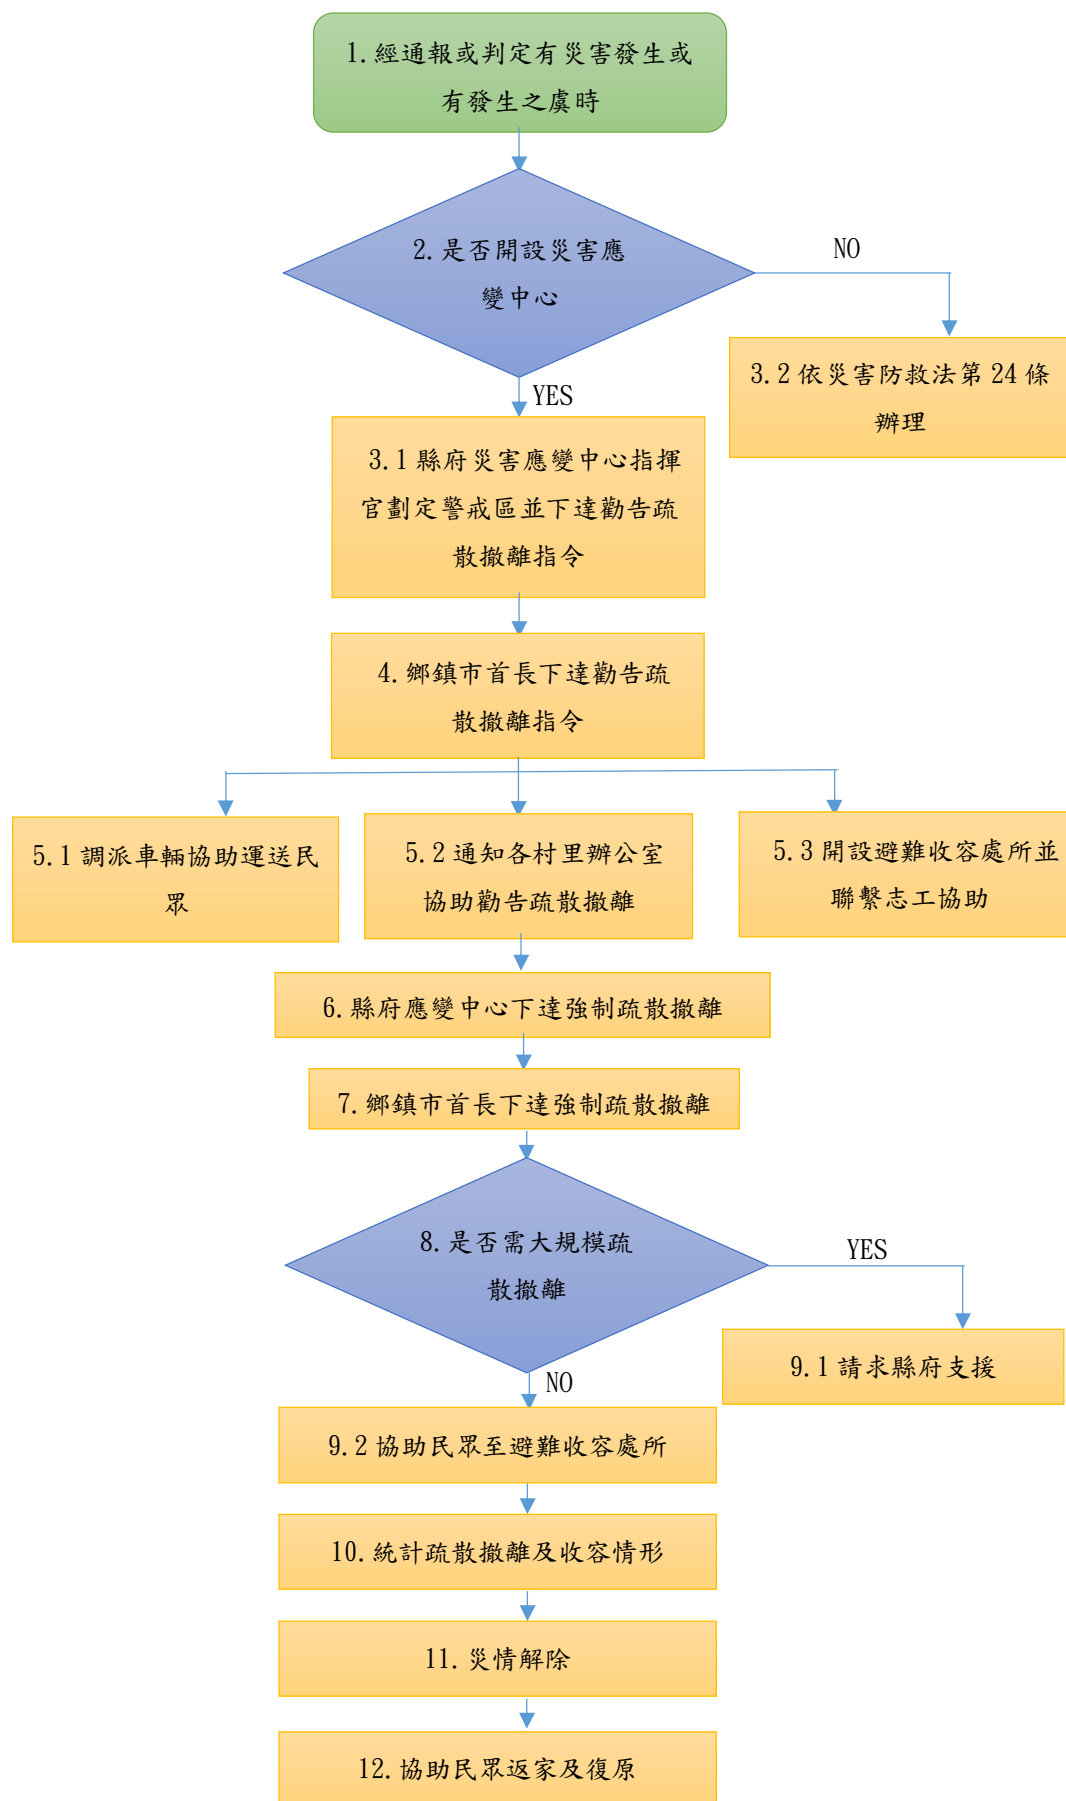 1.經通報或判定有災害發生或
有發生之虞時
2.是否開設災害應
變中心
NO
3.2 依災害防救法第 24 條
辦理
YES
3.1 縣府災害應變中心指揮
官劃定警戒區並下達勸告疏
散撤離指令
4.鄉鎮市首長下達勸告疏
散撤離指令
5.1 調派車輛協助運送民
眾
5.2 通知各村里辦公室
協助勸告疏散撤離
5.3 開設避難收容處所並
聯繫志工協助
6.縣府應變中心下達強制疏散撤離
7.鄉鎮市首長下達強制疏散撤離
8.是否需大規模疏
散撤離
YES
9.1 請求縣府支援
NO
9.2 協助民眾至避難收容處所
10.統計疏散撤離及收容情形
11.災情解除
12.協助民眾返家及復原